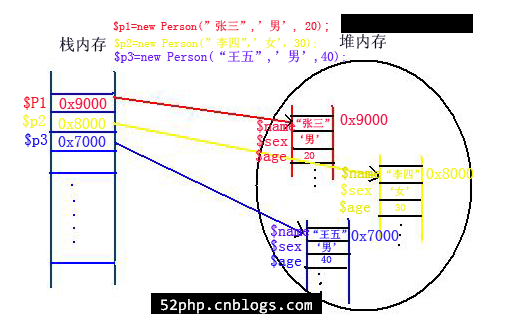 $p1=new Person(”张三”,’男’, 20);
$p2=new Person(”李四”,’女’, 30);
$p3=new Person(“王五”,’男’,40);
栈内存
堆内存
$P1 0x9000
$p2 0x8000
$p3 0x7000
$name “张三” 0x9000
$sex ‘男’
$age 20
$name “李四” 0x8000
$sex ‘女’
$age 30
$name “王五” 0x7000
$sex ‘男’
$age 40
52php.cnblogs.com